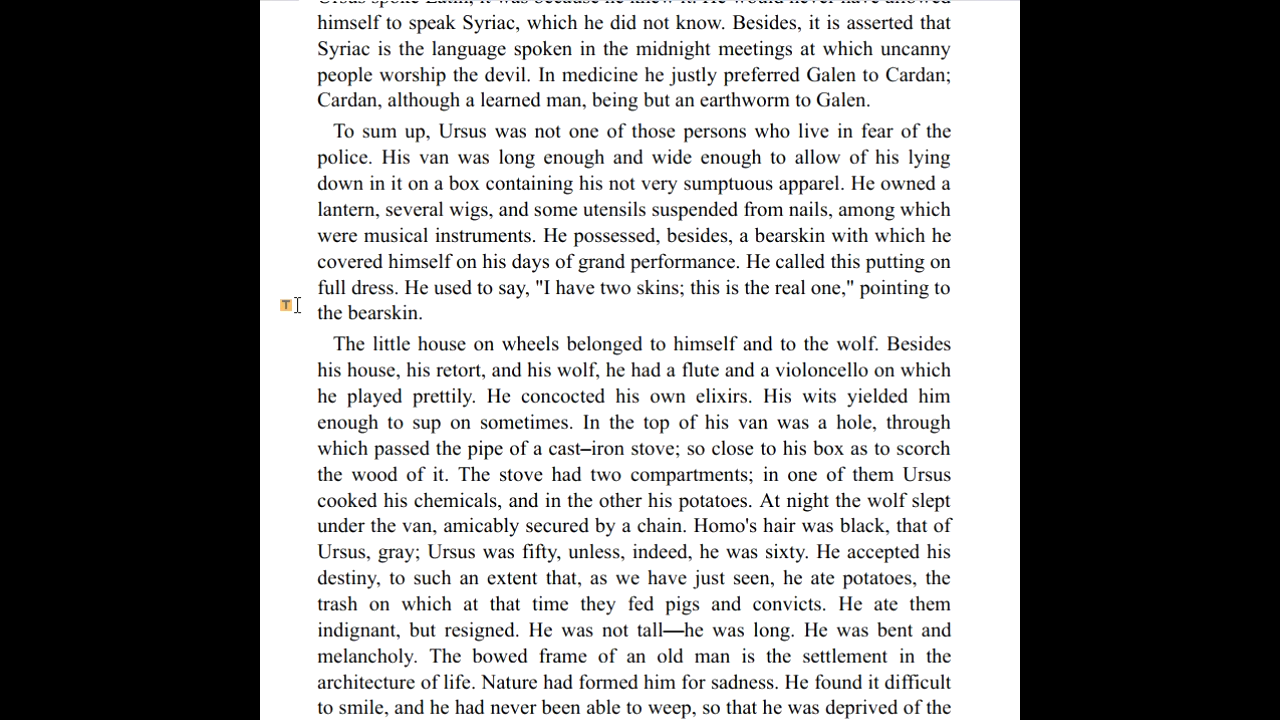 himself to speak Syriac, which he did not know. Besides, it is asserted that
Syriac is the language spoken in the midnight meetings at which uncanny
people worship the devil. In medicine he justly preferred Galen to Cardan;
Cardan, although a learned man, being but an earthworm to Galen.
To sum up, Ursus was not one of those persons who live in fear of the
police. His van was long enough and wide enough to allow of his lying
down in it on a box containing his not very sumptuous apparel. He owned a
lantern, several wigs, and some utensils suspended from nails, among which
were musical instruments. He possessed, besides, a bearskin with which he
covered himself on his days of grand performance. He called this putting on
full dress. He used to say, "I have two skins; this is the real one," pointing to
T
the bearskin.
The little house on wheels belonged to himself and to the wolf. Besides
his house, his retort, and his wolf, he had a flute and a violoncello on which
he played prettily. He concocted his own elixirs. His wits yielded him
enough to sup on sometimes. In the top of his van was a hole, through
which passed the pipe of a cast–iron stove; so close to his box as to scorch
the wood of it. The stove had two compartments; in one of them Ursus
cooked his chemicals, and in the other his potatoes. At night the wolf slept
under the van, amicably secured by a chain. Homo's hair was black, that of
Ursus, gray; Ursus was fifty, unless, indeed, he was sixty. He accepted his
destiny, to such an extent that, as we have just seen, he ate potatoes, the
trash on which at that time they fed pigs and convicts. He ate them
indignant, but resigned. He was not tall—he was long. He was bent and
melancholy. The bowed frame of an old man is the settlement in the
architecture of life. Nature had formed him for sadness. He found it difficult
to smile, and he had never been able to weep, so that he was deprived of the